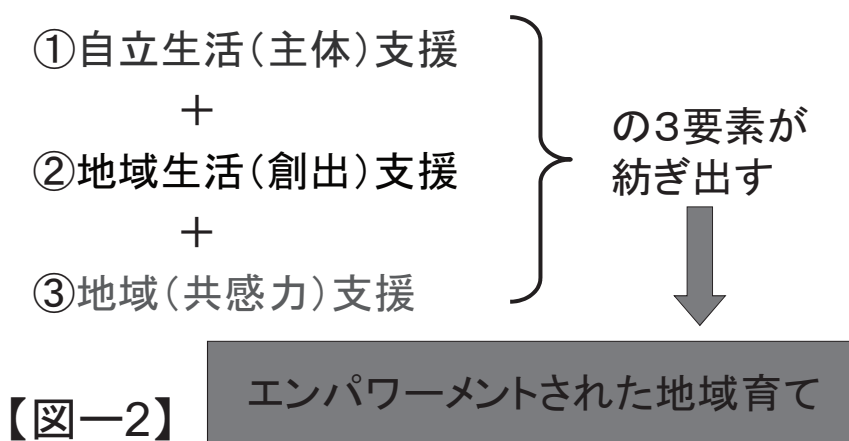 ①自立生活(主体)支援
＋
②地域生活(創出)支援
＋
③地域(共感力)支援
の3要素が
紡ぎ出す
エンパワーメントされた地域育て
【図ー2】